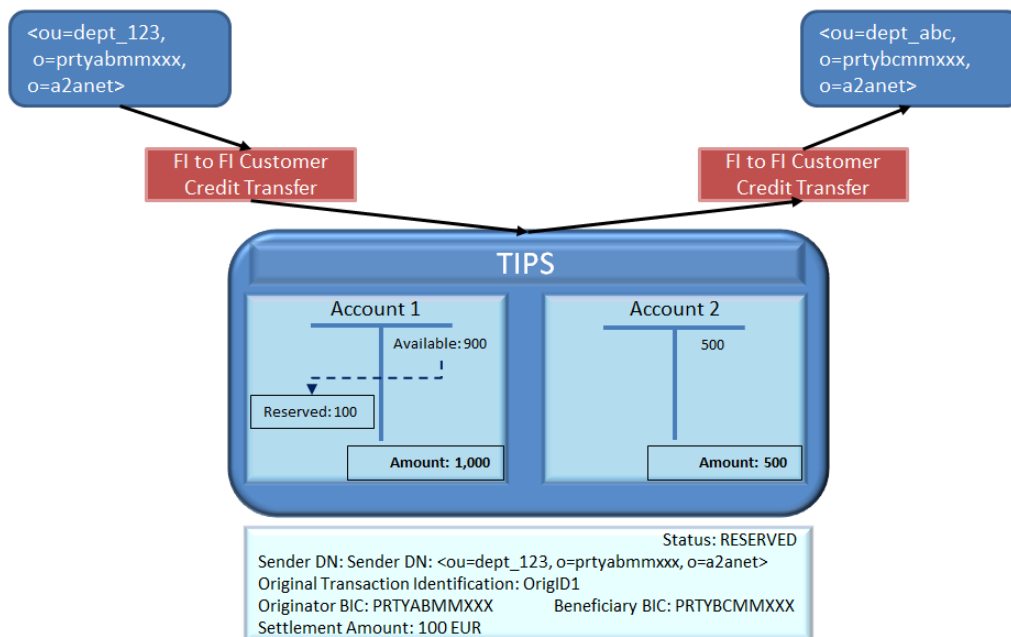 <ou=dept_123,
o=prtyabmmxxx,
o=a2anet>
<ou=dept_abc,
o=prtybcmmxxx,
o=a2anet>
FI to FI Customer
Credit Transfer
FI to FI Customer
Credit Transfer
TIPS
Account 1
Available: 900
Reserved: 100
Amount: 1,000
Account 2
500
Amount: 500
Status: RESERVED
Sender DN: Sender DN: <ou=dept_123, o=prtyabmmxxx, o=a2anet>
Original Transaction Identification: OrigID1
Originator BIC: PRTYABMMXXX Beneficiary BIC: PRTYBCMMXXX
Settlement Amount: 100 EUR